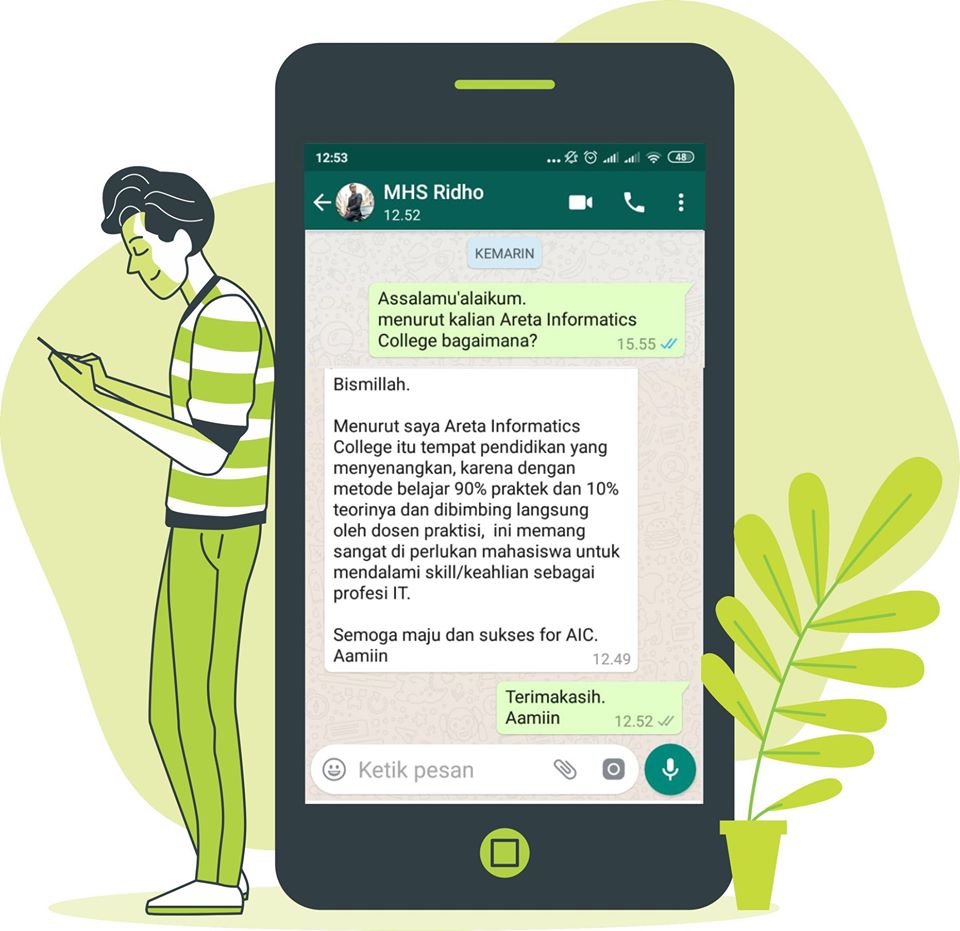 12:53
48
MHS Ridho
12.52
KEMARIN
Assalamu'alaikum.
menurut kalian Areta Informatics
College bagaimana?
15.55
Bismillah.
Menurut saya Areta Informatics
College itu tempat pendidikan yang
menyenangkan, karena dengan
metode belajar 90% praktek dan 10%
teorinya dan dibimbing langsung
oleh dosen praktisi,  ini memang
sangat di perlukan mahasiswa untuk
mendalami skill/keahlian sebagai
profesi IT.
Semoga maju dan sukses for AIC.
Aamiin
12.49
Terimakasih.
Aamiin
12.52
Ketik pesan